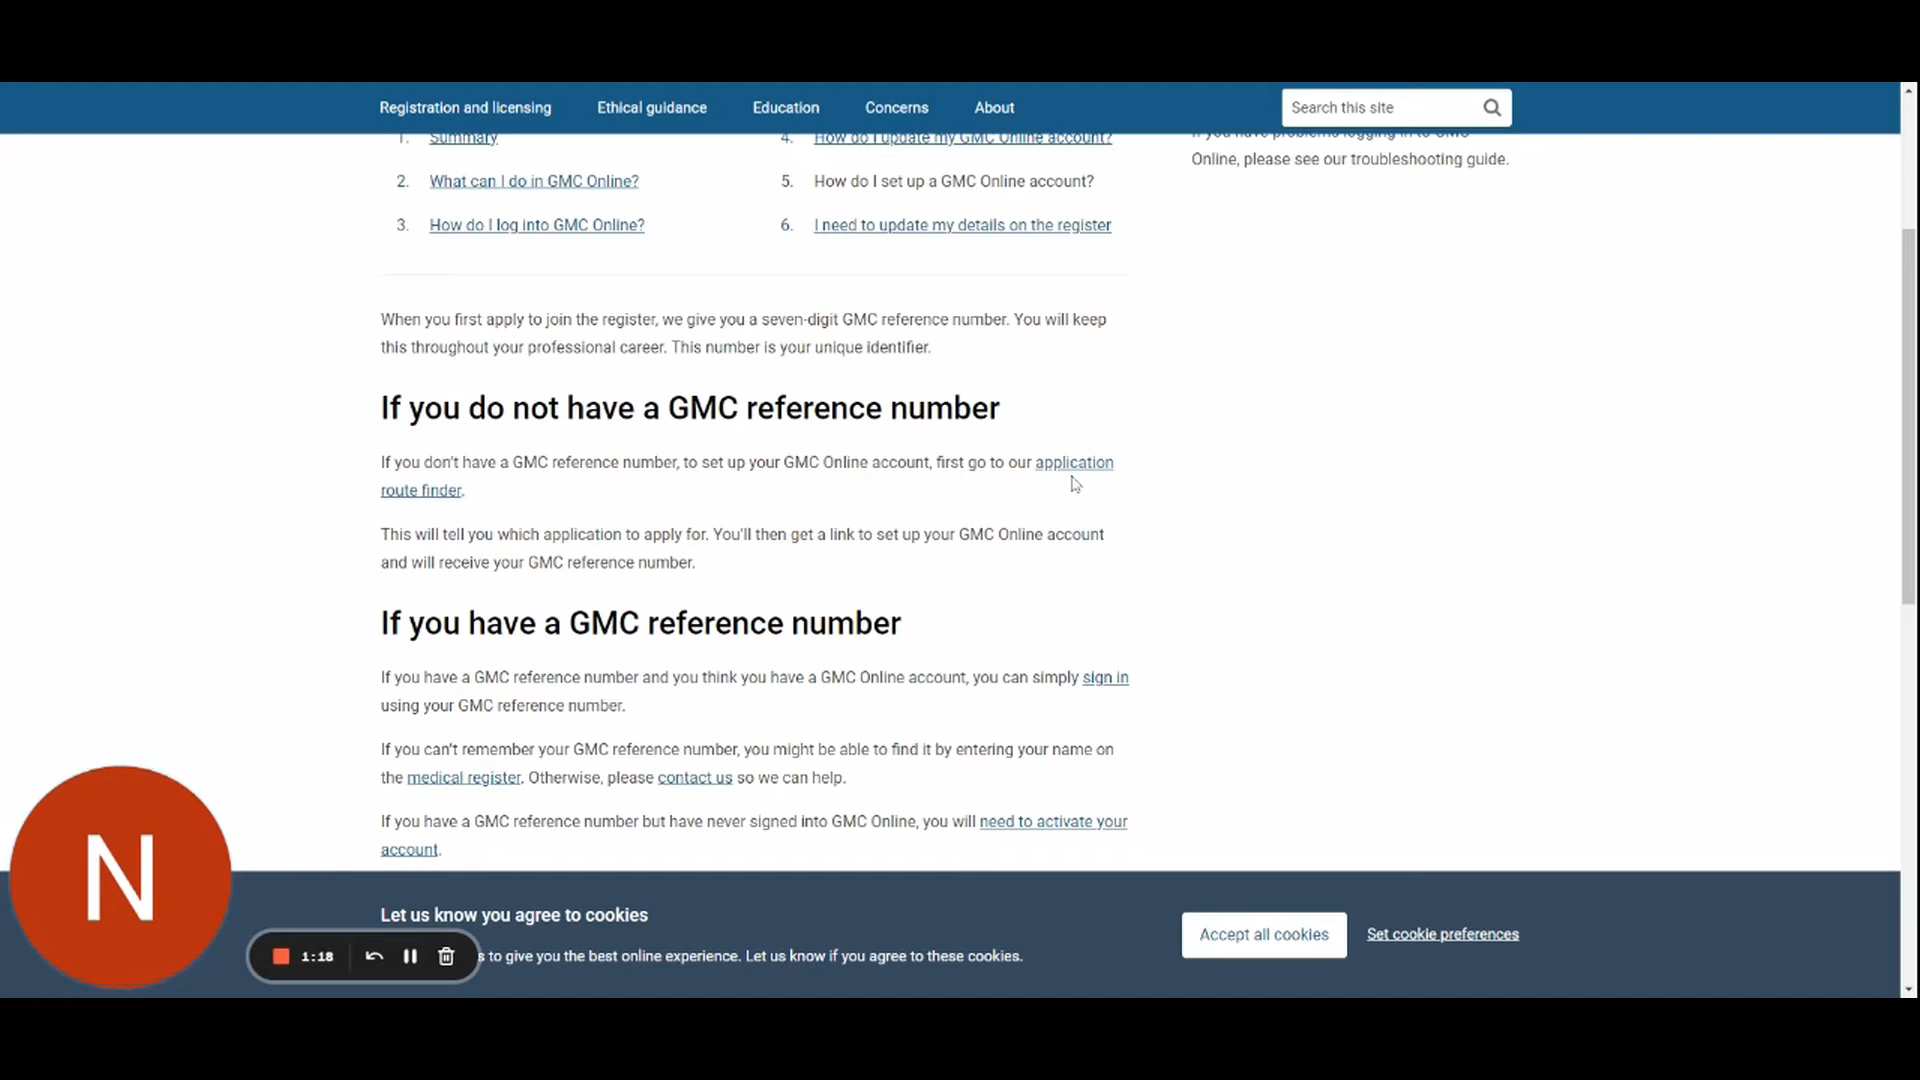 Registration and licensing Ethical guidance Education Concerns About Search this site
1. Summary
2. What can I do in GMC Online?
3. How do I log into GMC Online?
4. How do I update my GMC Online account?
5. How do I set up a GMC Online account?
6. I need to update my details on the register
If you have problems logging in to GMC
Online, please see our troubleshooting guide.
When you first apply to join the register, we give you a seven-digit GMC reference number. You will keep
this throughout your professional career. This number is your unique identifier.
If you do not have a GMC reference number
If you don't have a GMC reference number, to set up your GMC Online account, first go to our application
route finder.
This will tell you which application to apply for. You'll then get a link to set up your GMC Online account
and will receive your GMC reference number.
If you have a GMC reference number
If you have a GMC reference number and you think you have a GMC Online account, you can simply sign in
using your GMC reference number.
If you can't remember your GMC reference number, you might be able to find it by entering your name on
the medical register. Otherwise, please contact us so we can help.
If you have a GMC reference number but have never signed into GMC Online, you will need to activate your
account.
Let us know you agree to cookies
s to give you the best online experience. Let us know if you agree to these cookies.
Accept all cookies Set cookie preferences
N
1:18